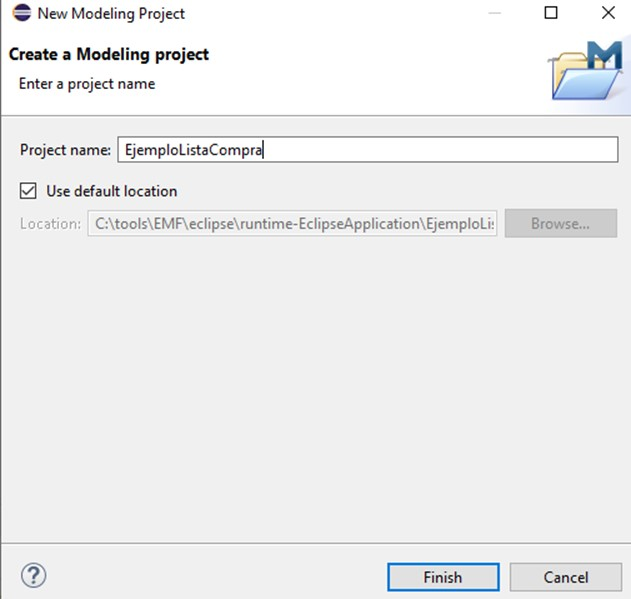 New Modeling Project
Create a Modeling project
Enter a project name
Project name: EjemploListaCompra
Use default location
Location: C:\tools\EMF\eclipse\runtime-EclipseApplication\EjemploLis Browse...
Finish Cancel